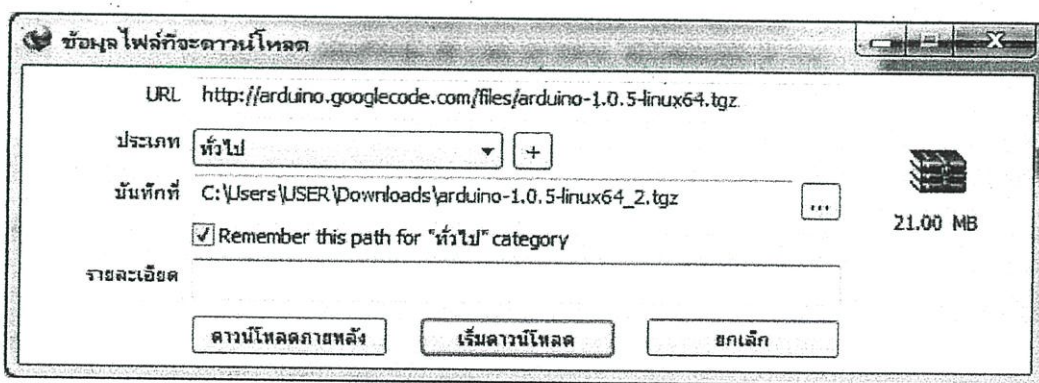 ข้อมูลไฟล์ที่จะดาวน์โหลด
URL http://arduino.googlecode.com/files/arduino-1.0.5-linux64.tgz
ประเภท ทั่วไป +
บันทึกที่ C:\Users\USER\Downloads\arduino-1.0.5-linux64_2.tgz ...
21.00 MB
Remember this path for "ทั่วไป" category
รายละเอียด
ดาวน์โหลดภายหลัง เริ่มดาวน์โหลด ยกเลิก